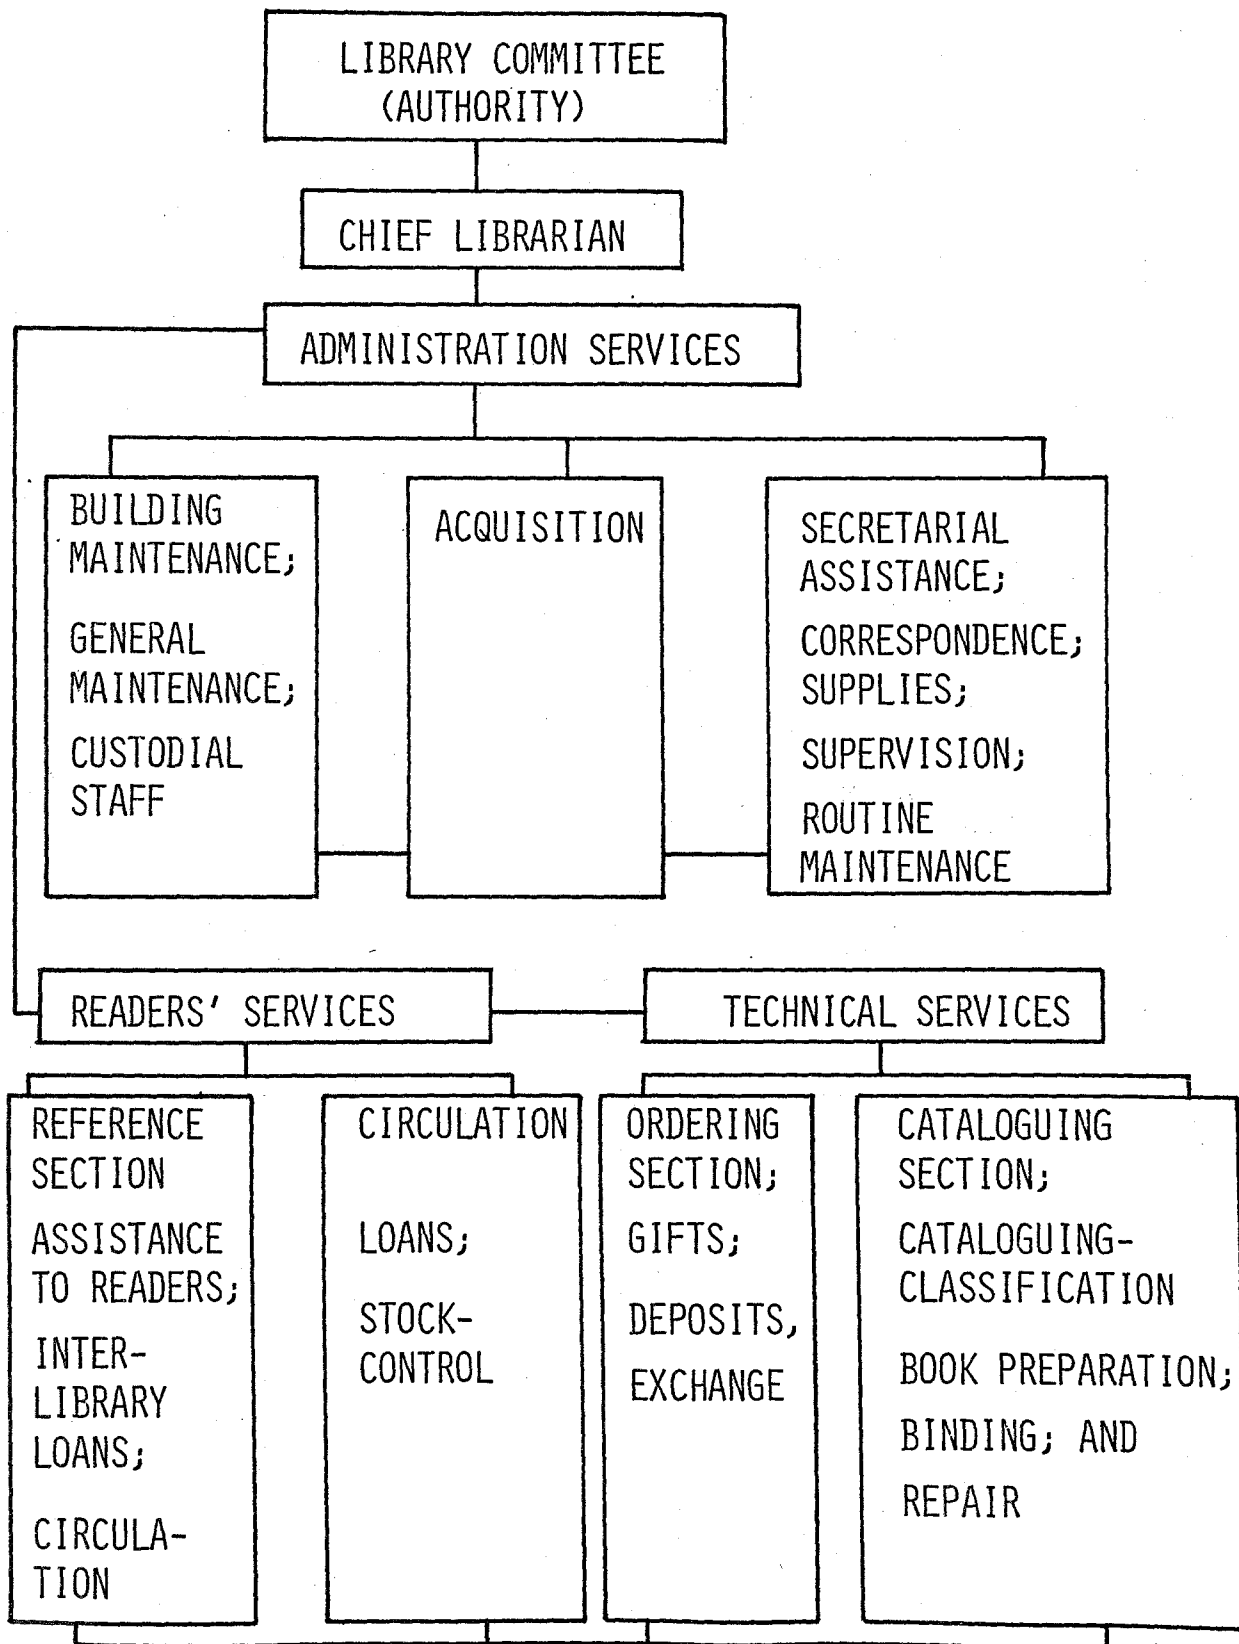 LIBRARY COMMITTEE
(AUTHORITY)
CHIEF LIBRARIAN
ADMINISTRATION SERVICES
BUILDING
MAINTENANCE;
GENERAL
MAINTENANCE;
CUSTODIAL
STAFF
ACQUISITION
SECRETARIAL
ASSISTANCE;
CORRESPONDENCE;
SUPPLIES;
SUPERVISION;
ROUTINE
MAINTENANCE
READERS' SERVICES
TECHNICAL SERVICES
REFERENCE
SECTION
ASSISTANCE
TO READERS;
INTER-
LIBRARY
LOANS;
CIRCULA-
TION
CIRCULATION
LOANS;
STOCK-
CONTROL
ORDERING
SECTION;
GIFTS;
DEPOSITS,
EXCHANGE
CATALOGUING
SECTION;
CATALOGUING-
CLASSIFICATION
BOOK PREPARATION;
BINDING; AND
REPAIR